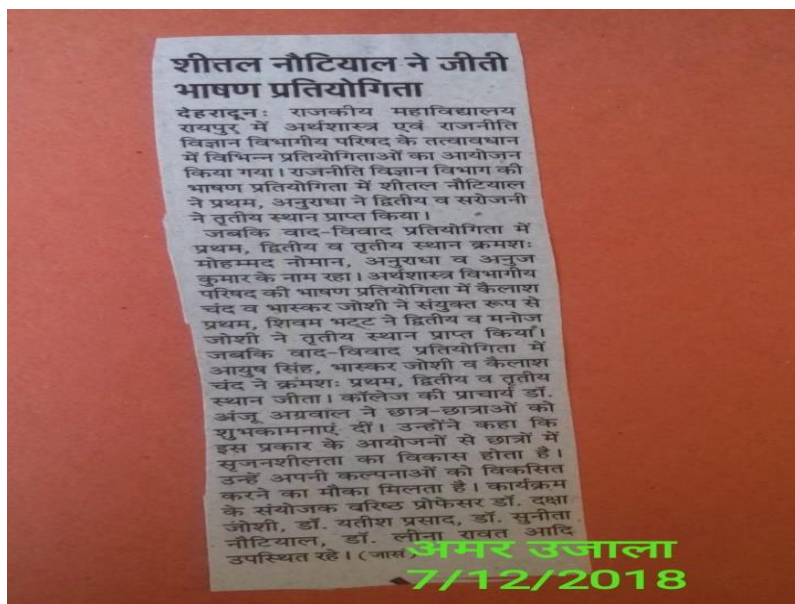 शीतल नौटियाल ने जीती
भाषण प्रतियोगिता
देहरादून: राजकीय महाविद्यालय
रायपुर में अर्थशास्त्र एवं राजनीति
विज्ञान विभागीय परिषद के तत्वावधान
में विभिन्न प्रतियोगिताओं का आयोजन
किया गया। राजनीति विज्ञान विभाग की
भाषण प्रतियोगिता में शीतल नौटियाल
ने प्रथम, अनुराधा ने द्वितीय व सरोजनी
ने तृतीय स्थान प्राप्त किया।
जबकि वाद-विवाद प्रतियोगिता में
प्रथम, द्वितीय व तृतीय स्थान क्रमशः
मोहम्मद नोमान, अनुराधा व अनुज
कुमार के नाम रहा। अर्थशास्त्र विभागीय
परिषद की भाषण प्रतियोगिता में कैलाश
चंद व भास्कर जोशी ने संयुक्त रूप से
प्रथम, शिवम भट्ट ने द्वितीय व मनोज
जोशी ने तृतीय स्थान प्राप्त किया।
जबकि वाद-विवाद प्रतियोगिता में
आयुष सिंह, भास्कर जोशी व कैलाश
चंद ने क्रमशः प्रथम, द्वितीय व तृतीय
स्थान जीता। कॉलेज की प्राचार्य डॉ.
अंजू अग्रवाल ने छात्र-छात्राओं को
शुभकामनाएं दीं। उन्होंने कहा कि
इस प्रकार के आयोजनों से छात्रों में
सृजनशीलता का विकास होता है।
उन्हें अपनी कल्पनाओं को विकसित
करने का मौका मिलता है। कार्यक्रम
के संयोजक वरिष्ठ प्रोफेसर डॉ. दक्षा
जोशी, डॉ. यतीश प्रसाद, डॉ. सुनीता
नौटियाल, डॉ. लीना रावत आदि
उपस्थित रहे। (जासं)
अमर उजाला
7/12/2018